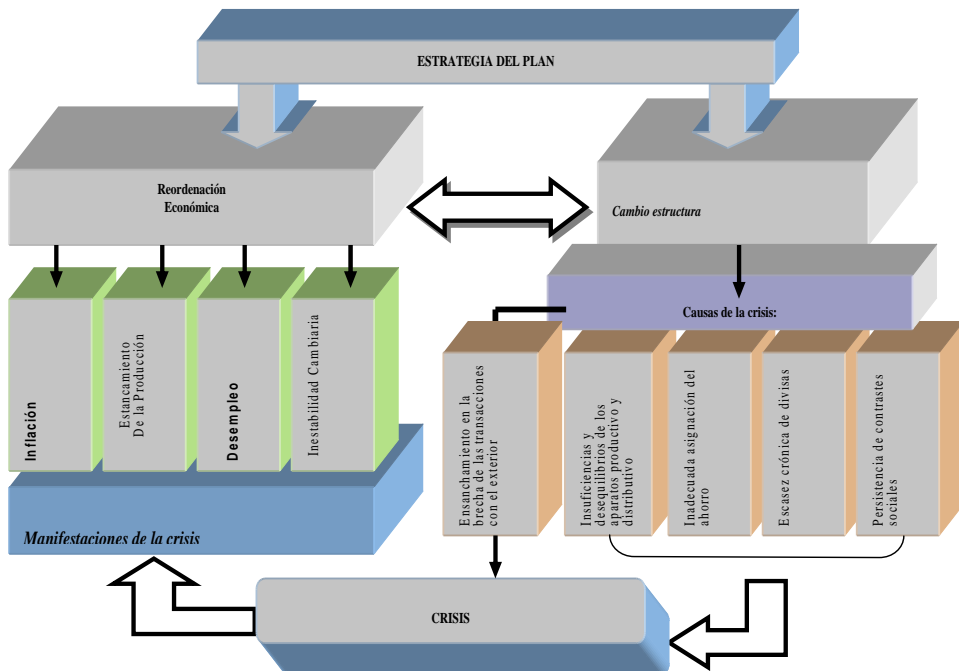 ESTRATEGIA DEL PLAN
Reordenación
Económica
Cambio estructura
Causas de la crisis:
Inflación
Estancamiento
De la Producción
Desempleo
Inestabilidad Cambiaria
Ensanchamiento en la
brecha de las transacciones
con el exterior
Insuficiencias y
desequilibrios de los
aparatos productivo y
distributivo
Inadecuada asignación del
ahorro
Escasez crónica de divisas
Persistencia de contrastes
sociales
Manifestaciones de la crisis
CRISIS